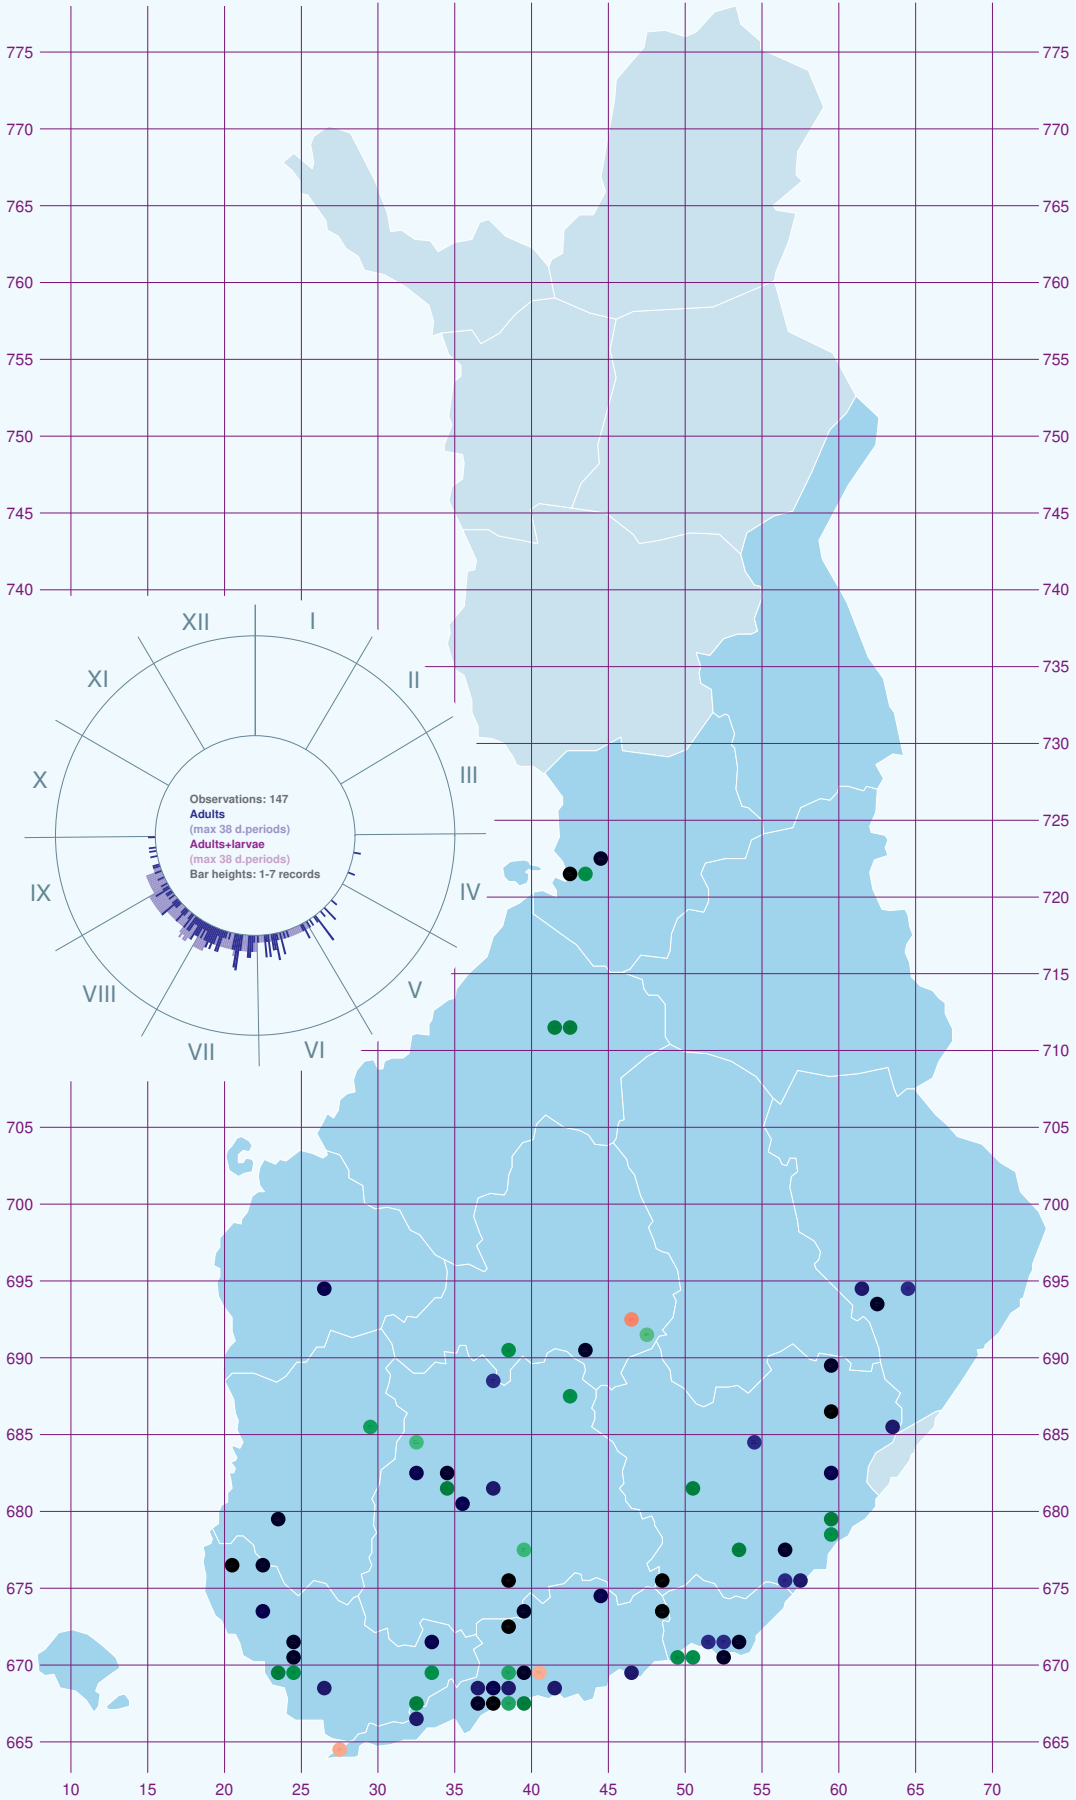 775 775
770 770
765 765
760 760
755 755
750 750
745 745
740 740
XII I
XI II
735
730
X III
Observations: 147
Adults
(max 38 d.periods)
Adults+larvae
(max 38 d.periods)
Bar heights: 1-7 records
725
IX IV
720
715
VIII V
VII VI
710
705 705
700 700
695 695
690 690
685 685
680 680
675 675
670 670
665 665
10 15 20 25 30 35 40 45 50 55 60 65 70